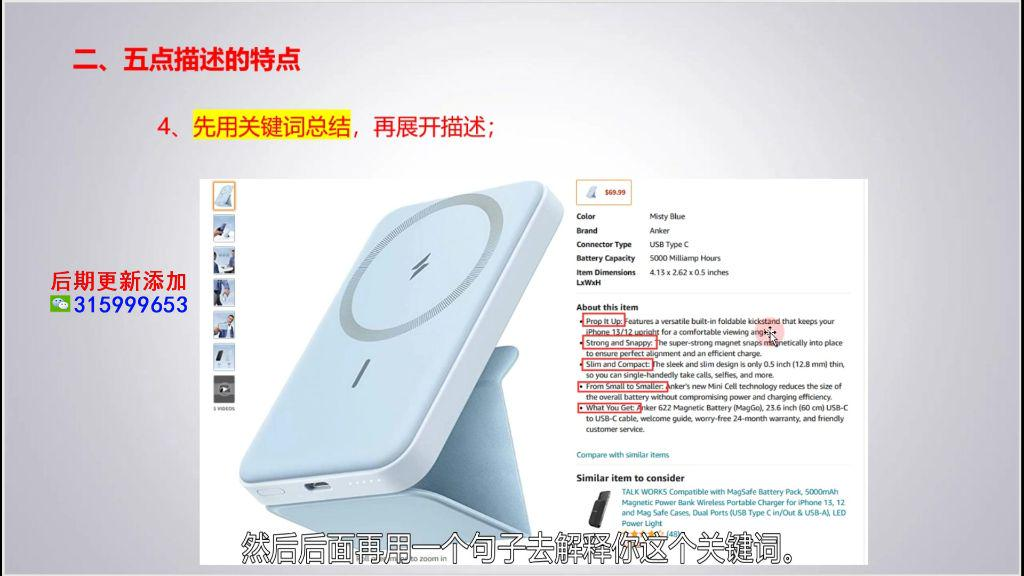 二、五点描述的特点
4、先用关键词总结，再展开描述；
后期更新添加
315999653
5 VIDEOS
$69.99
Color Misty Blue
Brand Anker
Connector Type USB Type C
Battery Capacity 5000 Milliamp Hours
Item Dimensions 4.13 x 2.62 x 0.5 inches
LxWxH
About this item
• Prop It Up: Features a versatile built-in foldable kickstand that keeps your
iPhone 13/12 upright for a comfortable viewing
• Strong and Snappy: The super-strong magnet snaps magnetically into place
to ensure perfect alignment and an efficient charge.
• Slim and Compact: The sleek and slim design is only 0.5 inch (12.8 mm) thin,
so you can single-handedly take calls, selfies, and more.
• From Small to Smaller: Anker's new Mini Cell technology reduces the size of
the overall battery without compromising power and charging efficiency.
• What You Get: Anker 622 Magnetic Battery (MagGo), 23.6 inch (60 cm) USB-C
to USB-C cable, welcome guide, worry-free 24-month warranty, and friendly
customer service.
Compare with similar items
Similar item to consider
TALK WORKS Compatible with MagSafe Battery Pack, 5000mAh
Magnetic Power Bank Wireless Portable Charger for iPhone 13, 12
and Mag Safe Cases, Dual Ports (USB Type C in/Out & USB-A), LED
Power Light
(48)
to zoom in
然后后面再用一个句子去解释你这个关键词。